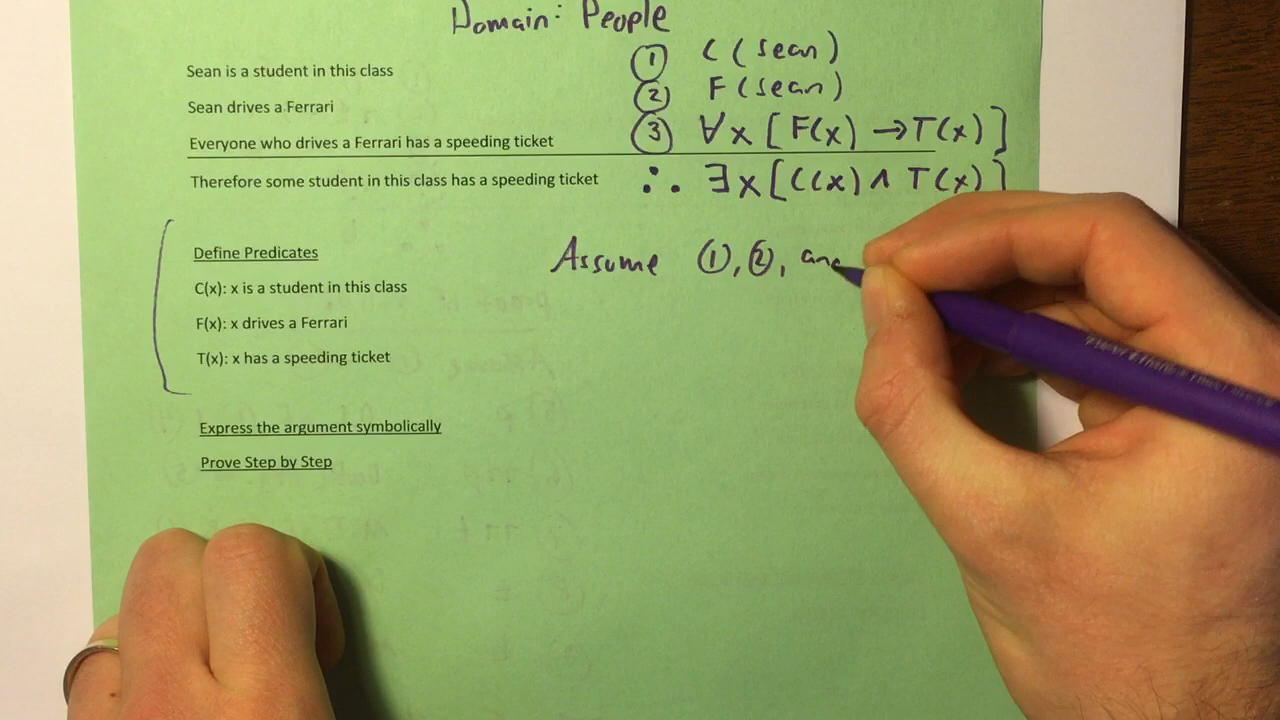 Domain: People
Sean is a student in this class
① C(sean)
Sean drives a Ferrari
② F(sean)
Everyone who drives a Ferrari has a speeding ticket
③ ∀x[F(x)→T(x)]
Therefore some student in this class has a speeding ticket
∴ ∃x[C(x)∧T(x)]
Define Predicates
Assume ①,②, and
C(x): x is a student in this class
F(x): x drives a Ferrari
T(x): x has a speeding ticket
Express the argument symbolically
Prove Step by Step